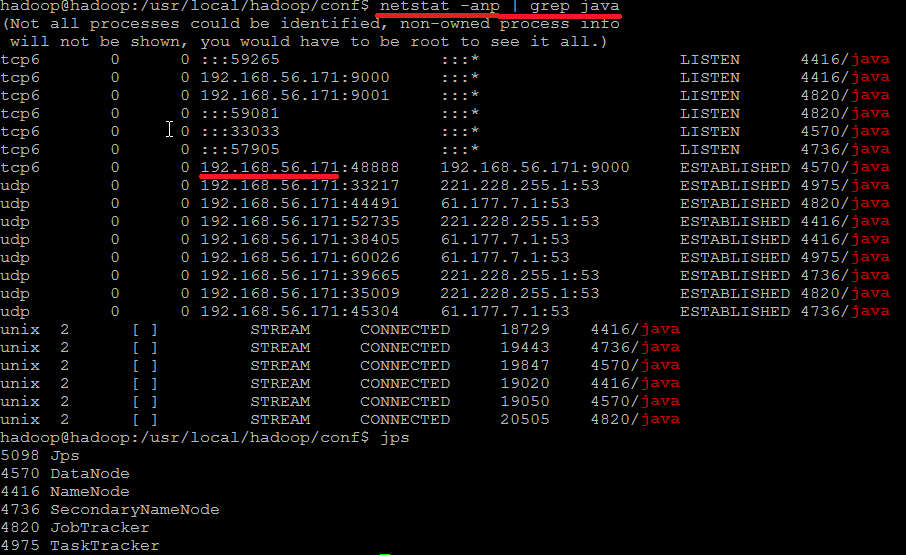 hadoop@hadoop:/usr/local/hadoop/conf$ netstat -anp | grep java
(Not all processes could be identified, non-owned process info
 will not be shown, you would have to be root to see it all.)
tcp6       0      0 :::59265                :::*                    LISTEN      4416/java
tcp6       0      0 192.168.56.171:9000     :::*                    LISTEN      4416/java
tcp6       0      0 192.168.56.171:9001     :::*                    LISTEN      4820/java
tcp6       0      0 :::59081                :::*                    LISTEN      4820/java
tcp6       0      0 :::33033                :::*                    LISTEN      4570/java
tcp6       0      0 :::57905                :::*                    LISTEN      4736/java
tcp6       0      0 192.168.56.171:48888    192.168.56.171:9000     ESTABLISHED 4570/java
udp        0      0 192.168.56.171:33217    221.228.255.1:53        ESTABLISHED 4975/java
udp        0      0 192.168.56.171:44491    61.177.7.1:53           ESTABLISHED 4820/java
udp        0      0 192.168.56.171:52735    221.228.255.1:53        ESTABLISHED 4416/java
udp        0      0 192.168.56.171:38405    61.177.7.1:53           ESTABLISHED 4416/java
udp        0      0 192.168.56.171:60026    61.177.7.1:53           ESTABLISHED 4975/java
udp        0      0 192.168.56.171:39665    221.228.255.1:53        ESTABLISHED 4736/java
udp        0      0 192.168.56.171:35009    221.228.255.1:53        ESTABLISHED 4820/java
udp        0      0 192.168.56.171:45304    61.177.7.1:53           ESTABLISHED 4736/java
unix  2      [ ]         STREAM     CONNECTED     18729    4416/java
unix  2      [ ]         STREAM     CONNECTED     19443    4736/java
unix  2      [ ]         STREAM     CONNECTED     19847    4570/java
unix  2      [ ]         STREAM     CONNECTED     19020    4416/java
unix  2      [ ]         STREAM     CONNECTED     19050    4570/java
unix  2      [ ]         STREAM     CONNECTED     20505    4820/java
hadoop@hadoop:/usr/local/hadoop/conf$ jps
5098 Jps
4570 DataNode
4416 NameNode
4736 SecondaryNameNode
4820 JobTracker
4975 TaskTracker